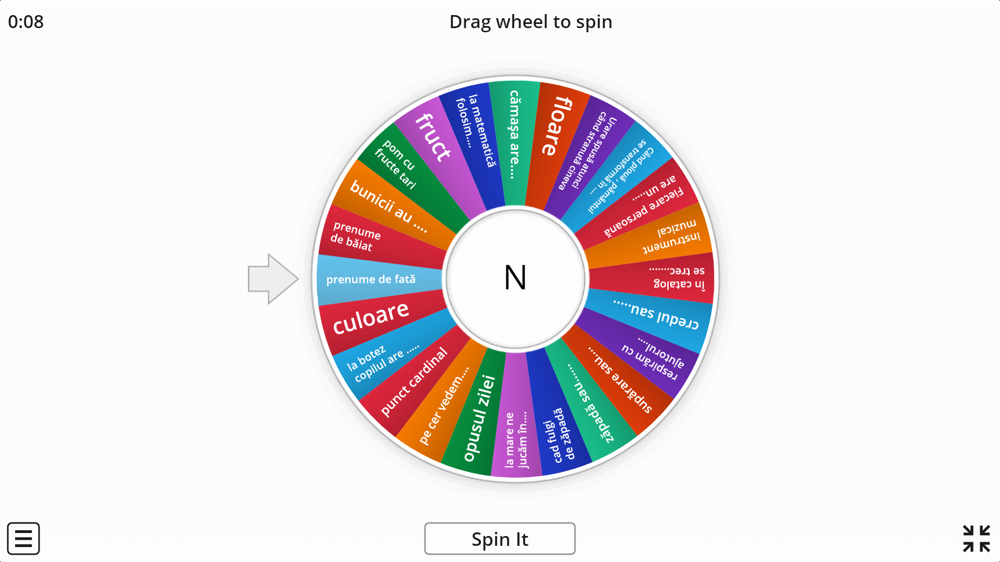 0:08
Drag wheel to spin
cămașa are....
floare
Urare spusă atunci
când stranută cineva
când plouă , pământul
se transformă în ....
Fiecare persoană
are un.....
instrument
muzical
În catalog
se trec.......
credul sau.....
respirăm cu
ajutorul....
supărare sau....
zăpadă sau......
cad fulgi
de zăpadă
la mare ne
jucăm în....
opusul zilei
pe cer vedem....
punct cardinal
la botez
copilul are .....
culoare
prenume de fată
prenume
de băiat
bunicii au ....
pom cu
fructe tari
fruct
la matematică
folosim....
N
Spin It